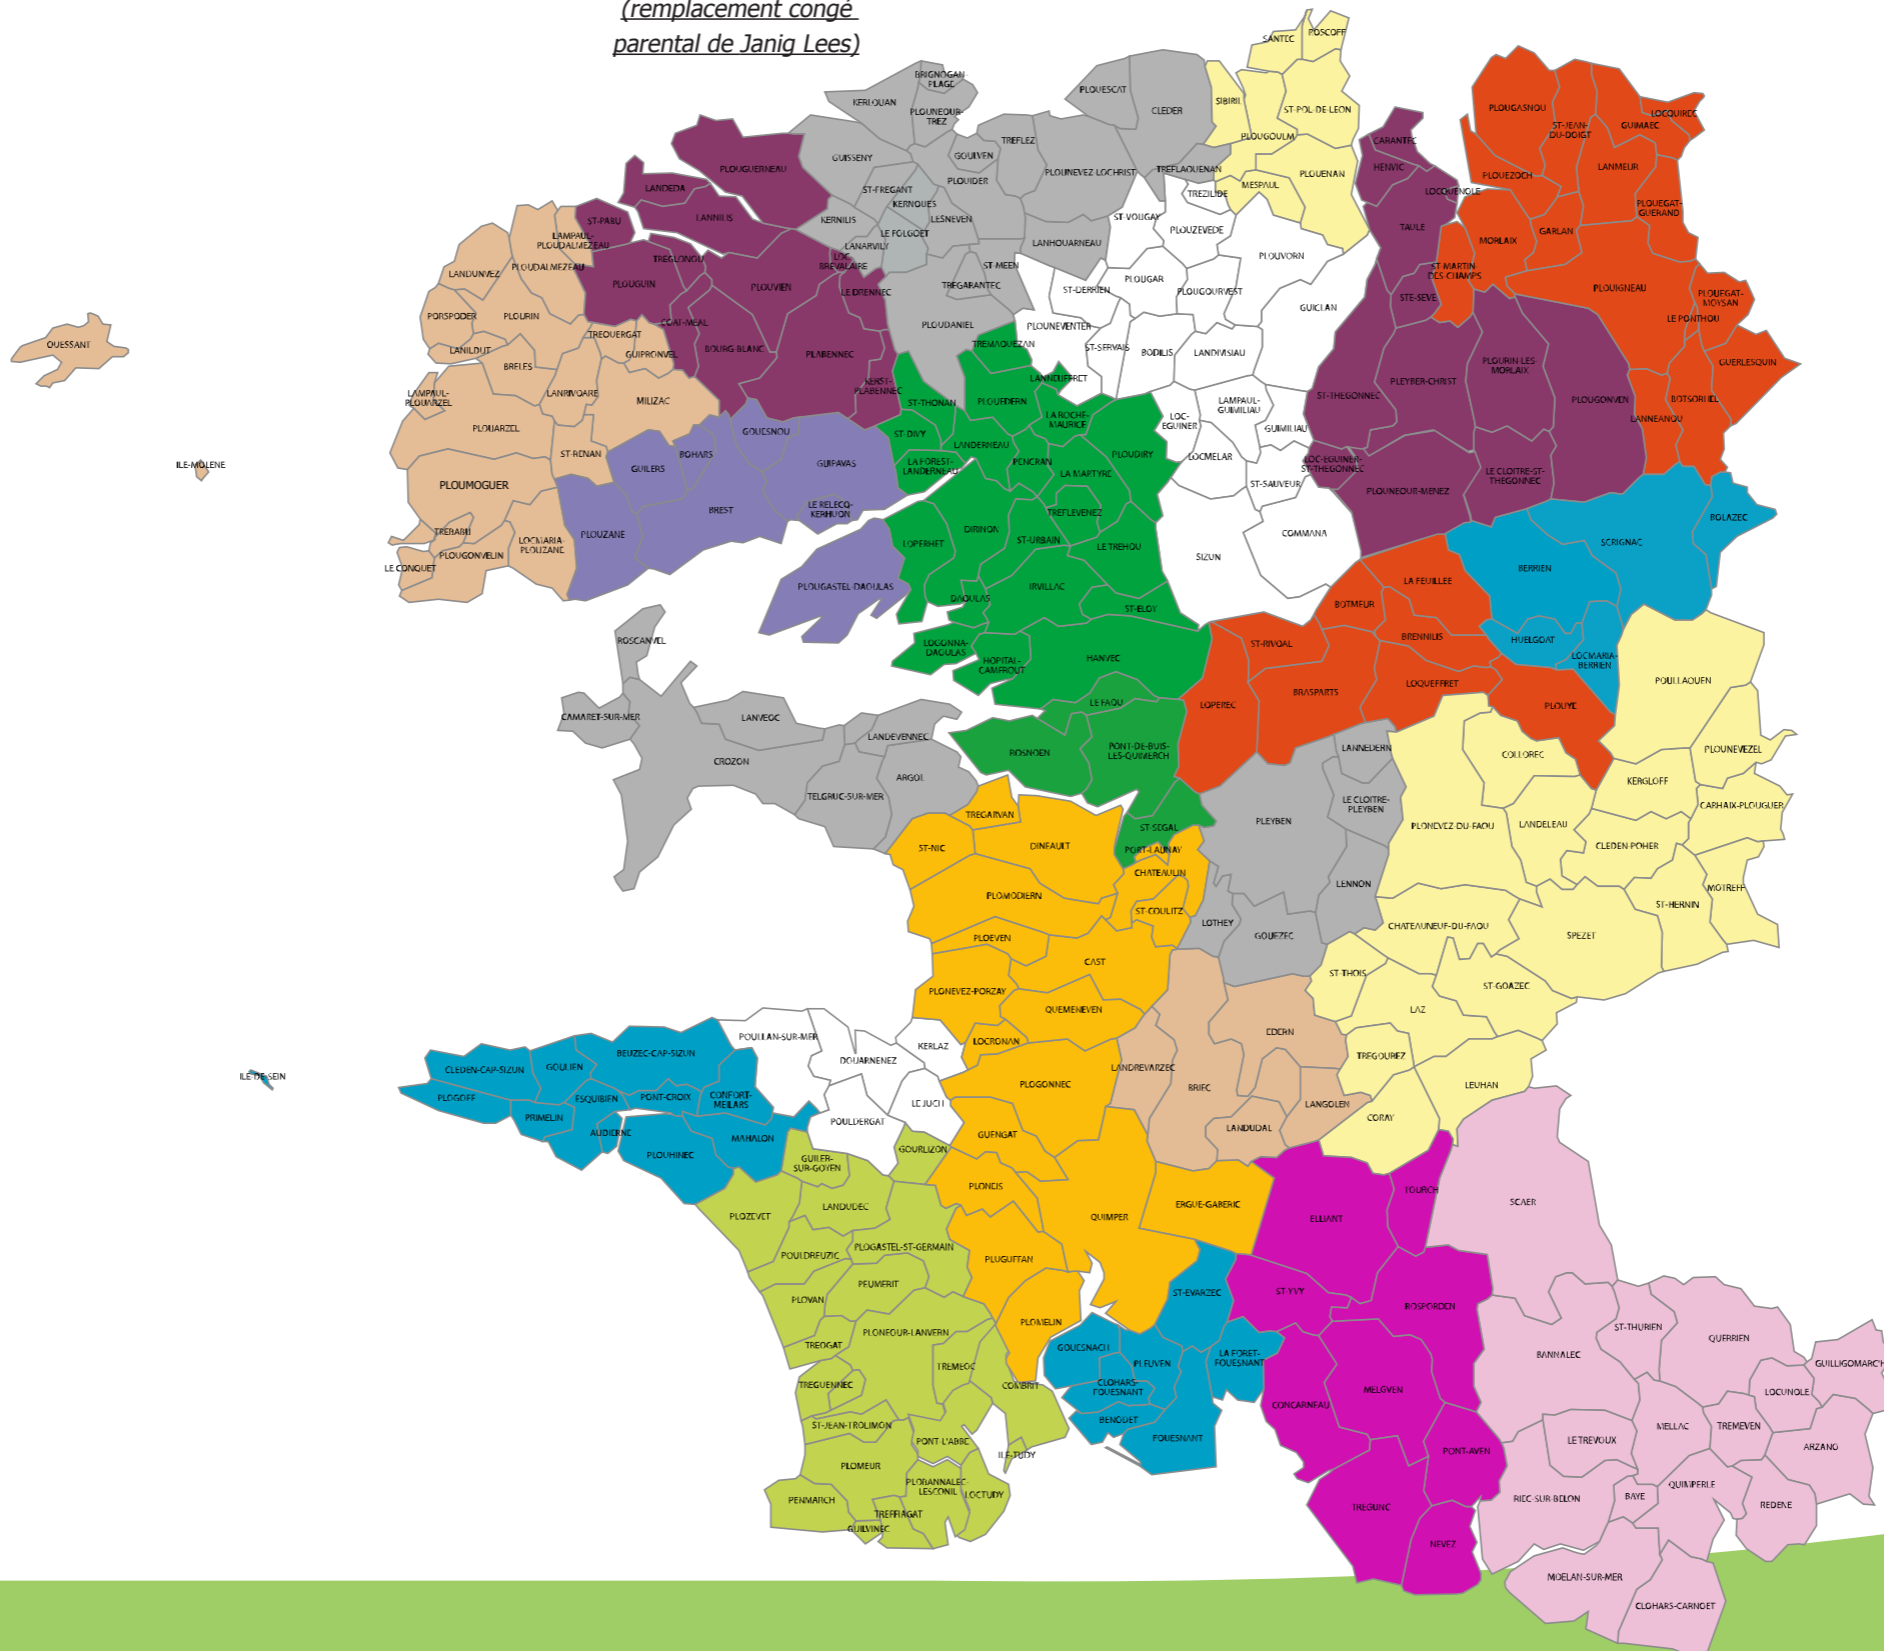 (remplacement congé
parental de Janig Lees)
SANTEC
ROSCOFF
BRIGNOGAN-
PLAGE
KERLOUAN
PLOUNEOUR-
TREZ
PLOUESCAT
CLEDER
SIBIRIL
ST-POL-DE-LEON
PLOUGOULM
PLOUGASNOU
ST-JEAN-
DU-DOIGT
GUIMAEC
LOCQUIREC
TREFLEZ
GOULVEN
GUISSENY
PLOUIDER
PLOUNEVEZ-LOCHRIST
TREFLAOUENAN
TREZILIDE
MESPAUL
PLOUENAN
CARANTEC
HENVIC
LOCQUENOLE
PLOUEZOCH
LANMEUR
PLOUEGAT-
GUERAND
PLOUGUERNEAU
LANDEDA
LANNILIS
ST-PABU
ST-FREGANT
KERNOUES
KERNILIS
LESNEVEN
LE FOLGOET
LANARVILY
LOC-
BREVALAIRE
LANHOUARNEAU
ST-VOUGAY
PLOUZEVEDE
PLOUVORN
TAULE
MORLAIX
GARLAN
ST-MARTIN
DES-CHAMPS
LAMPAUL-
PLOUDALMEZEAU
LANDUNVEZ
PLOUDALMEZEAU
TREGLONOU
PLOUGUIN
PLOUVIEN
LE DRENNEC
ST-MEEN
TREGARANTEC
ST-DERRIEN
PLOUGAR
PLOUGOURVEST
GUICLAN
STE-SEVE
PLOUIGNEAU
PLOUEGAT-
MOYSAN
LE PONTHOU
PORSPODER
PLOURIN
TREOUERGAT
COAT-MEAL
BOURG-BLANC
PLABENNEC
PLOUDANIEL
PLOUNEVENTER
TREMAOUEZAN
ST-SERVAIS
BODILIS
LANDIVISIAU
OUESSANT
LANILDUT
BRELES
GUIPRONVEL
LANRIVOARE
MILIZAC
KERST-
PLABENNEC
ST-THONAN
PLOUEDERN
LANNEUFFRET
LA ROCHE-
MAURICE
LOC-
EGUINER
LAMPAUL-
GUIMILIAU
GUIMILIAU
ST-THEGONNEC
PLEYBER-CHRIST
PLOURIN-LES-
MORLAIX
PLOUGONVEN
LANNEANOU
BOTSORHEL
GUERLESQUIN
LAMPAUL-
PLOUARZEL
PLOUARZEL
ST-RENAN
GUILERS
BOHARS
GOUESNOU
GUIPAVAS
ST-DIVY
LA FOREST-
LANDERNEAU
LANDERNEAU
PENCRAN
LA MARTYRE
PLOUDIRY
LOCMELAR
ST-SAUVEUR
LOC-EGUINER-
ST-THEGONNEC
PLOUNEOUR-MENEZ
LE CLOITRE-ST-
THEGONNEC
ILE-MOLENE
PLOUMOGUER
BREST
LE RELECQ-
KERHUON
PLOUZANE
TREBABU
PLOUGONVELIN
LOCMARIA-
PLOUZANE
LE CONQUET
PLOUGASTEL-DAOULAS
LOPERHET
DIRINON
ST-URBAIN
TREFLEVENEZ
LE TREHOU
SIZUN
COMMANA
BERRIEN
SCRIGNAC
BOLAZEC
DAOULAS
IRVILLAC
ST-ELOY
LA FEUILLEE
BOTMEUR
BRENNILIS
HUELGOAT
LOCMARIA-
BERRIEN
ROSCANVEL
LOGONNA-
DAOULAS
HOPITAL-
CAMFROUT
HANVEC
ST-RIVOAL
BRASPARTS
LOQUEFFRET
PLOUYE
POULLAOUEN
CAMARET-SUR-MER
LANVEOC
LANDEVENNEC
CROZON
TELGRUC-SUR-MER
ARGOL
LE FAOU
ROSNOEN
PONT-DE-BUIS-
LES-QUIMERCH
LOPEREC
LANNEDERN
LE CLOITRE-
PLEYBEN
COLLOREC
PLOUNEVEZEL
KERGLOFF
CARHAIX-PLOUGUER
TREGARVAN
ST-NIC
DINEAULT
ST-SEGAL
PORT-LAUNAY
CHATEAULIN
PLEYBEN
PLONEVEZ-DU-FAOU
LANDELEAU
CLEDEN-POHER
LENNON
MOTREFF
ST-HERNIN
PLOMODIERN
ST-COULITZ
LOTHEY
GOUEZEC
CHATEAUNEUF-DU-FAOU
SPEZET
PLOEVEN
CAST
ST-THOIS
ST-GOAZEC
PLONEVEZ-PORZAY
QUEMENEVEN
LAZ
LOCRONAN
EDERN
TREGOUREZ
LEUHAN
POULLAN-SUR-MER
DOUARNENEZ
KERLAZ
PLOGONNEC
LANDREVARZEC
BRIEC
LANGOLEN
LANDUDAL
CORAY
ILE-DE-SEIN
CLEDEN-CAP-SIZUN
GOULIEN
BEUZEC-CAP-SIZUN
PLOGOFF
PRIMELIN
ESQUIBIEN
PONT-CROIX
CONFORT-
MEILARS
AUDIERNE
MAHALON
PLOUHINEC
LE JUCH
POULDERGAT
GUENGAT
GOURLIZON
GUILER-
SUR-GOYEN
PLONEIS
QUIMPER
ERGUE-GABERIC
ELLIANT
TOURCH
SCAER
PLOZEVET
LANDUDEC
POULDREUZIC
PLOGASTEL-ST-GERMAIN
PLUGUFFAN
PEUMERIT
PLOVAN
PLONEOUR-LANVERN
PLOMELIN
ST-EVARZEC
ST-YVY
ROSPORDEN
TREOGAT
TREMEOC
GOUESNACH
PLEUVEN
LA FORET-
FOUESNANT
BANNALEC
ST-THURIEN
QUERRIEN
GUILLIGOMARC'H
TREGUENNEC
COMBRIT
CLOHARS-
FOUESNANT
MELGVEN
CONCARNEAU
LOCUNOLE
ST-JEAN-TROLIMON
PONT-L'ABBE
BENODET
FOUESNANT
MELLAC
TREMEVEN
LE TREVOUX
ARZANO
ILE-TUDY
PLOMEUR
PLOBANNALEC-
LESCONIL
LOCTUDY
PENMARCH
TREFFIAGAT
GUILVINEC
PONT-AVEN
TREGUNC
NEVEZ
RIEC-SUR-BELON
BAYE
QUIMPERLE
REDENE
MOELAN-SUR-MER
CLOHARS-CARNOET